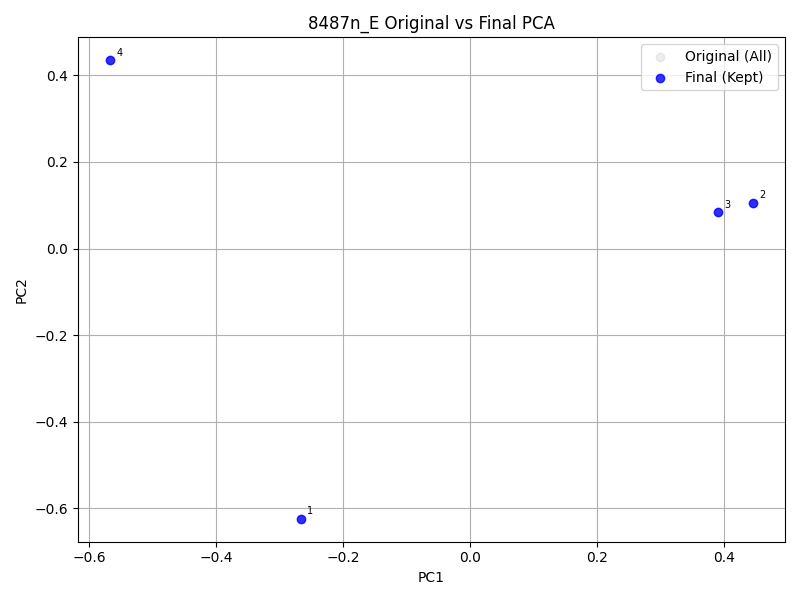 8487n_E Original vs Final PCA
Original (All)
Final (Kept)
4
2
3
1
0.4
0.2
0.0
−0.2
−0.4
−0.6
PC2
−0.6 −0.4 −0.2 0.0 0.2 0.4
PC1